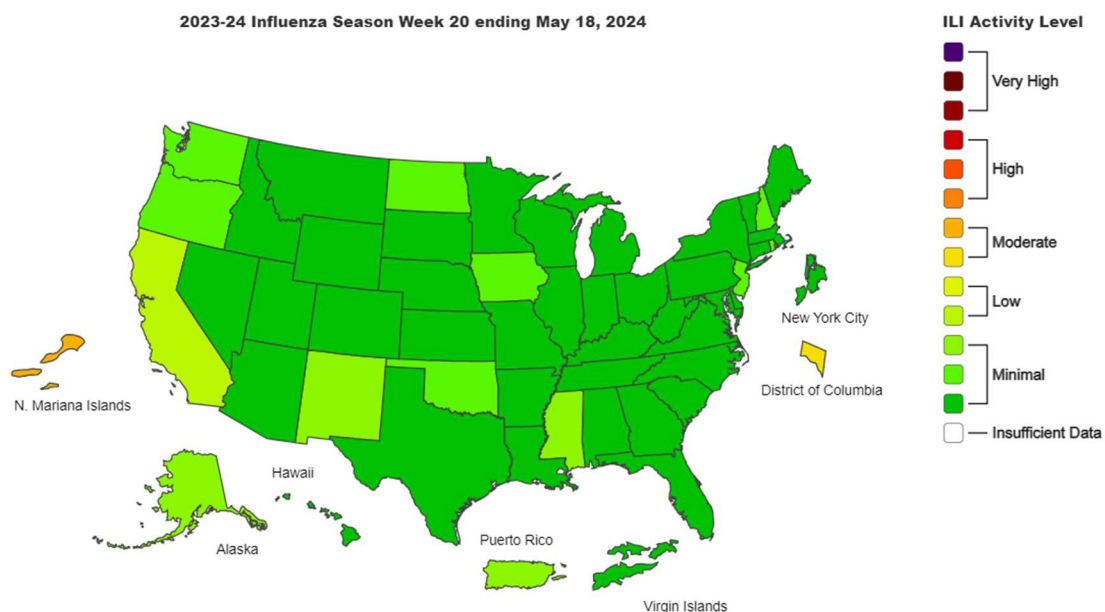 2023-24 Influenza Season Week 20 ending May 18, 2024
ILI Activity Level
Very High
High
Moderate
Low
Minimal
Insufficient Data
New York City
District of Columbia
N. Mariana Islands
Hawaii
Alaska
Puerto Rico
Virgin Islands